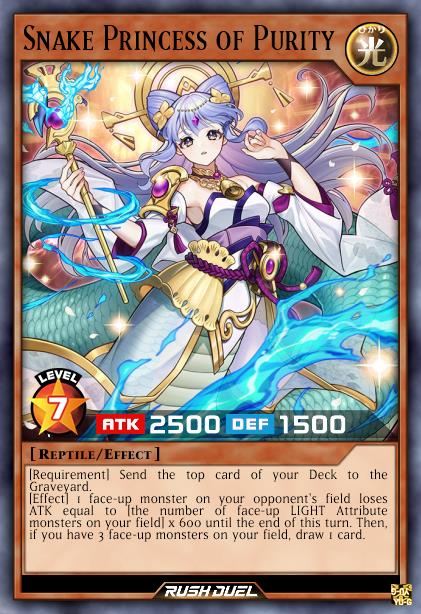 SNAKE PRINCESS OF PURITY
ひかり
光
LEVEL
7
ATK 2500 DEF 1500
[REPTILE/EFFECT]
[Requirement] Send the top card of your Deck to the
Graveyard.
[Effect] 1 face-up monster on your opponent's field loses
ATK equal to [the number of face-up LIGHT Attribute
monsters on your field] x 600 until the end of this turn. Then,
if you have 3 face-up monsters on your field, draw 1 card.
RUSH DUEL